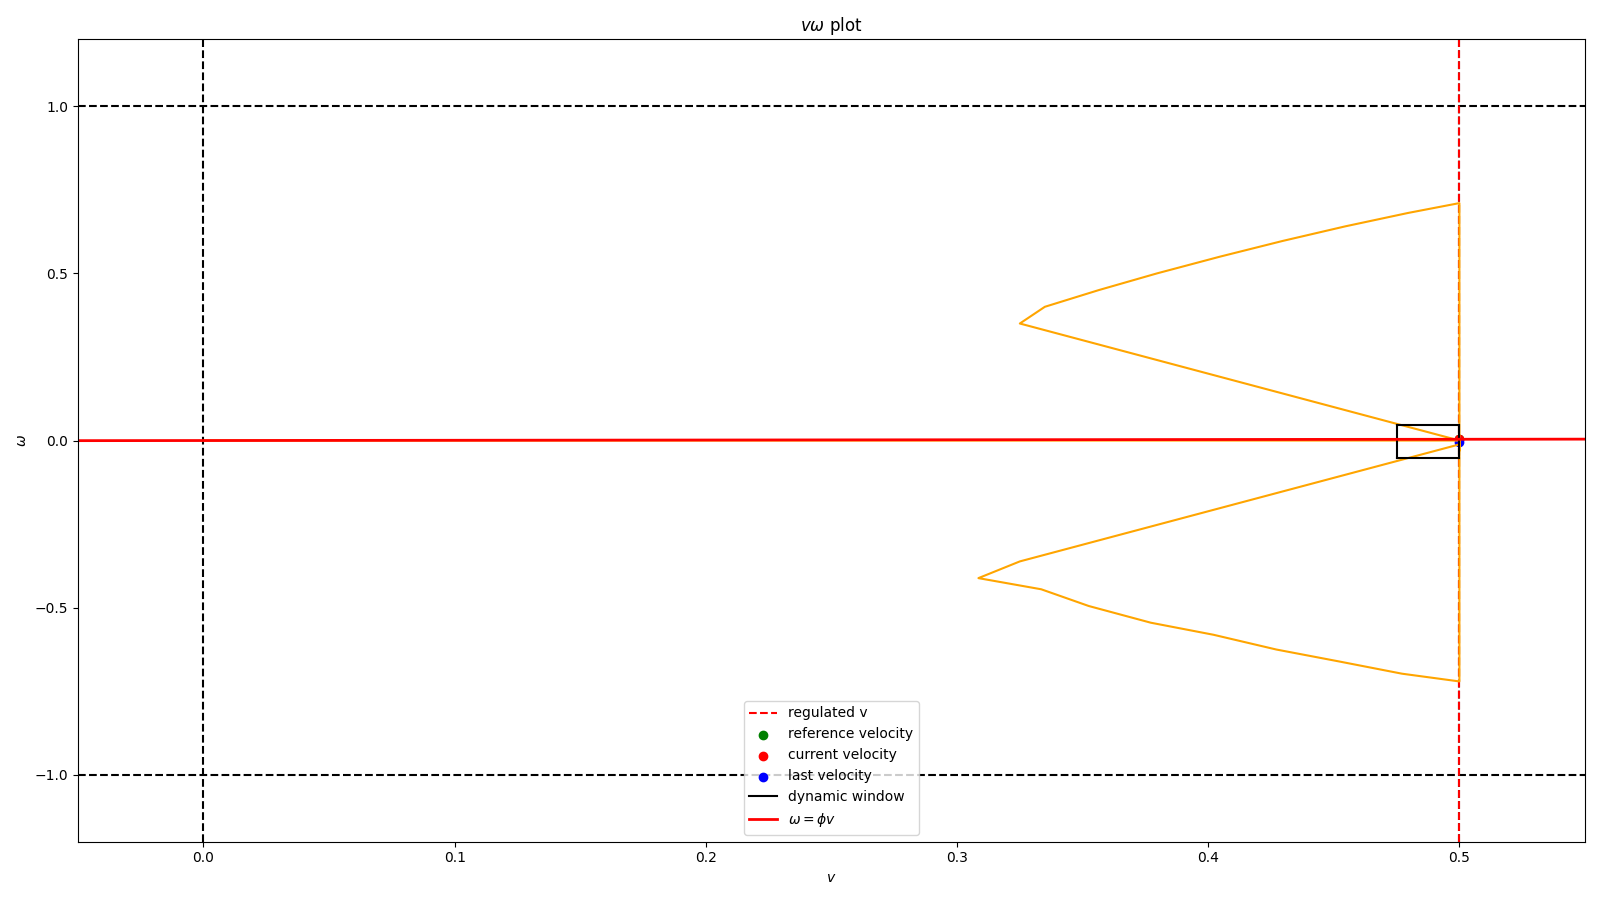 vω plot
1.0
0.5
0.0
−0.5
−1.0
ω
regulated v
reference velocity
current velocity
last velocity
dynamic window
ω = ϕv
0.0 0.1 0.2 0.3 0.4 0.5
v